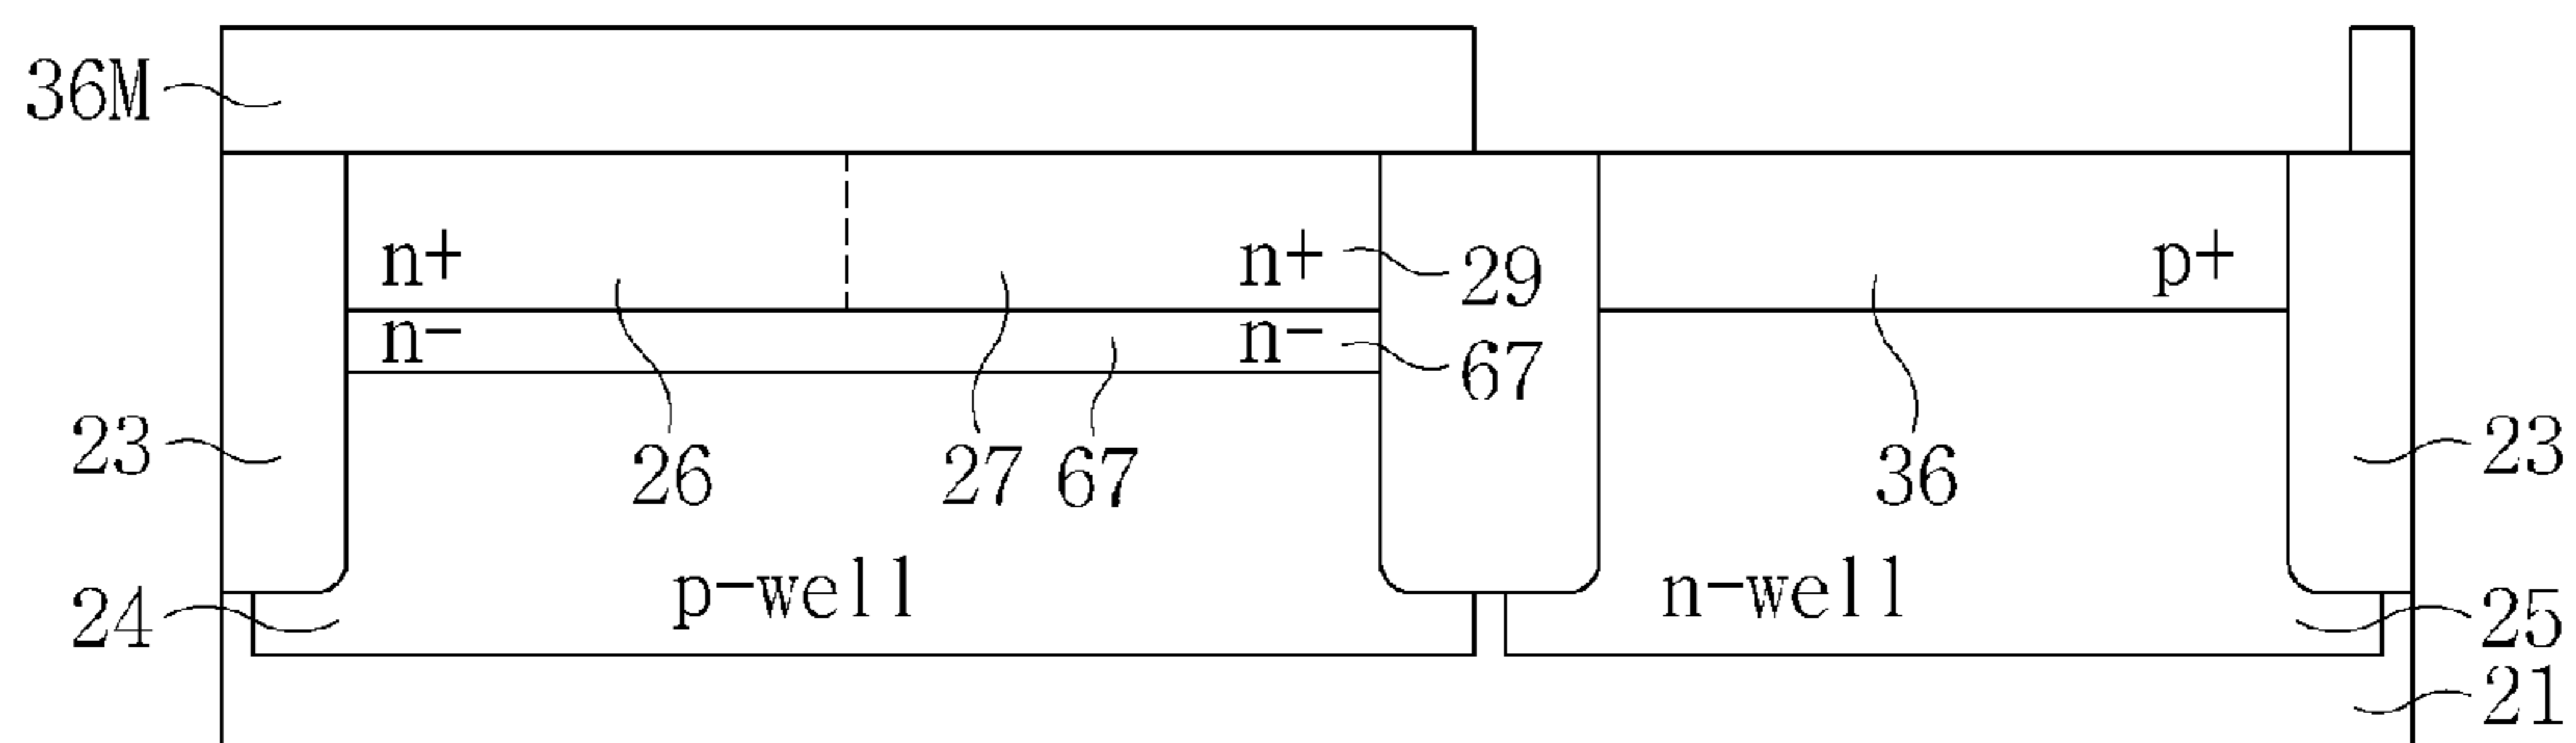 36M
n+ n+ 29 p+
n- n- 67
23 26 27 67 36 23
24 p-well n-well 25
21